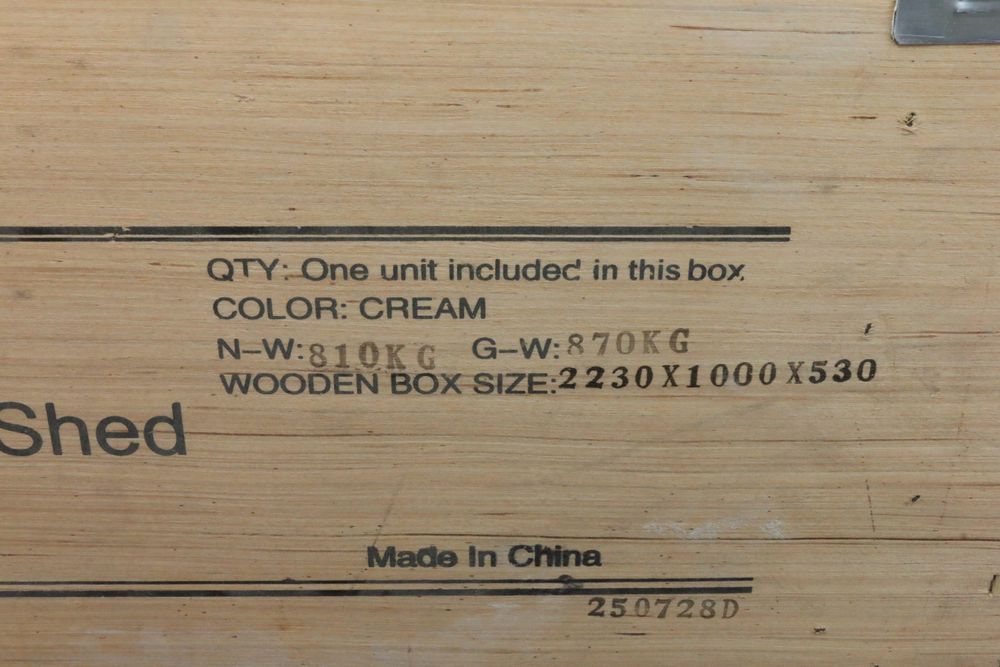 QTY: One unit included in this box.
COLOR: CREAM
N-W:810KG G-W:870KG
WOODEN BOX SIZE:2230X1000X530
Shed
Made In China
250728D